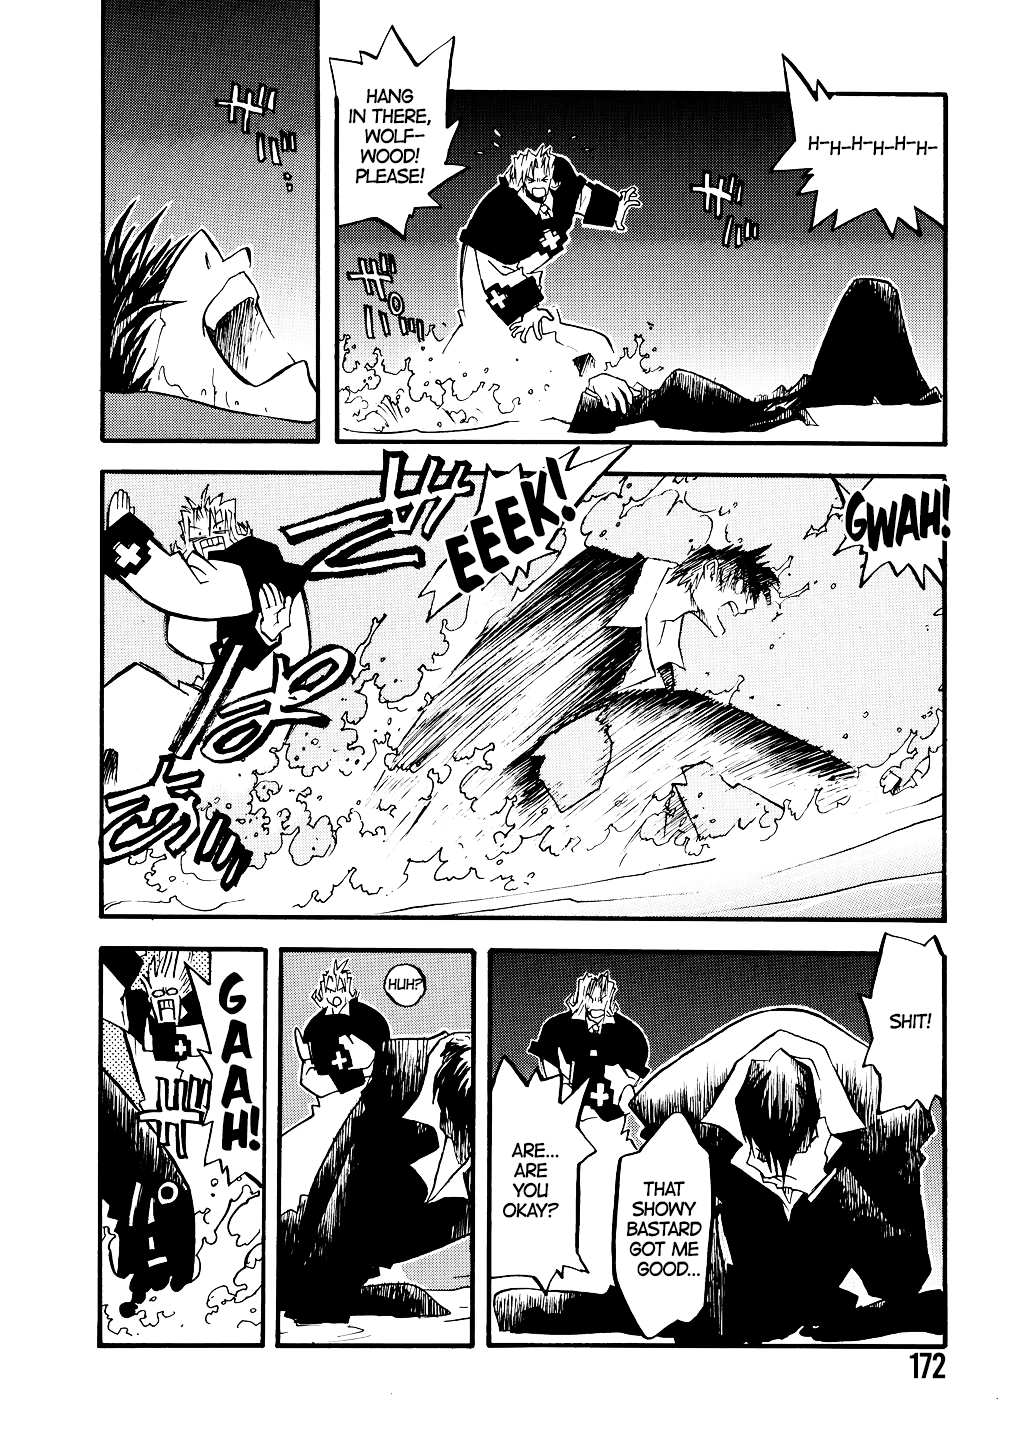 H-H-H-H-H-H-
HANG
IN THERE,
WOLF-
WOOD!
PLEASE!
GWAH!
EEEK!
SHIT!
THAT
SHOWY
BASTARD
GOT ME
GOOD...
ARE...
ARE
YOU
OKAY?
HUH?
GAAH!
172